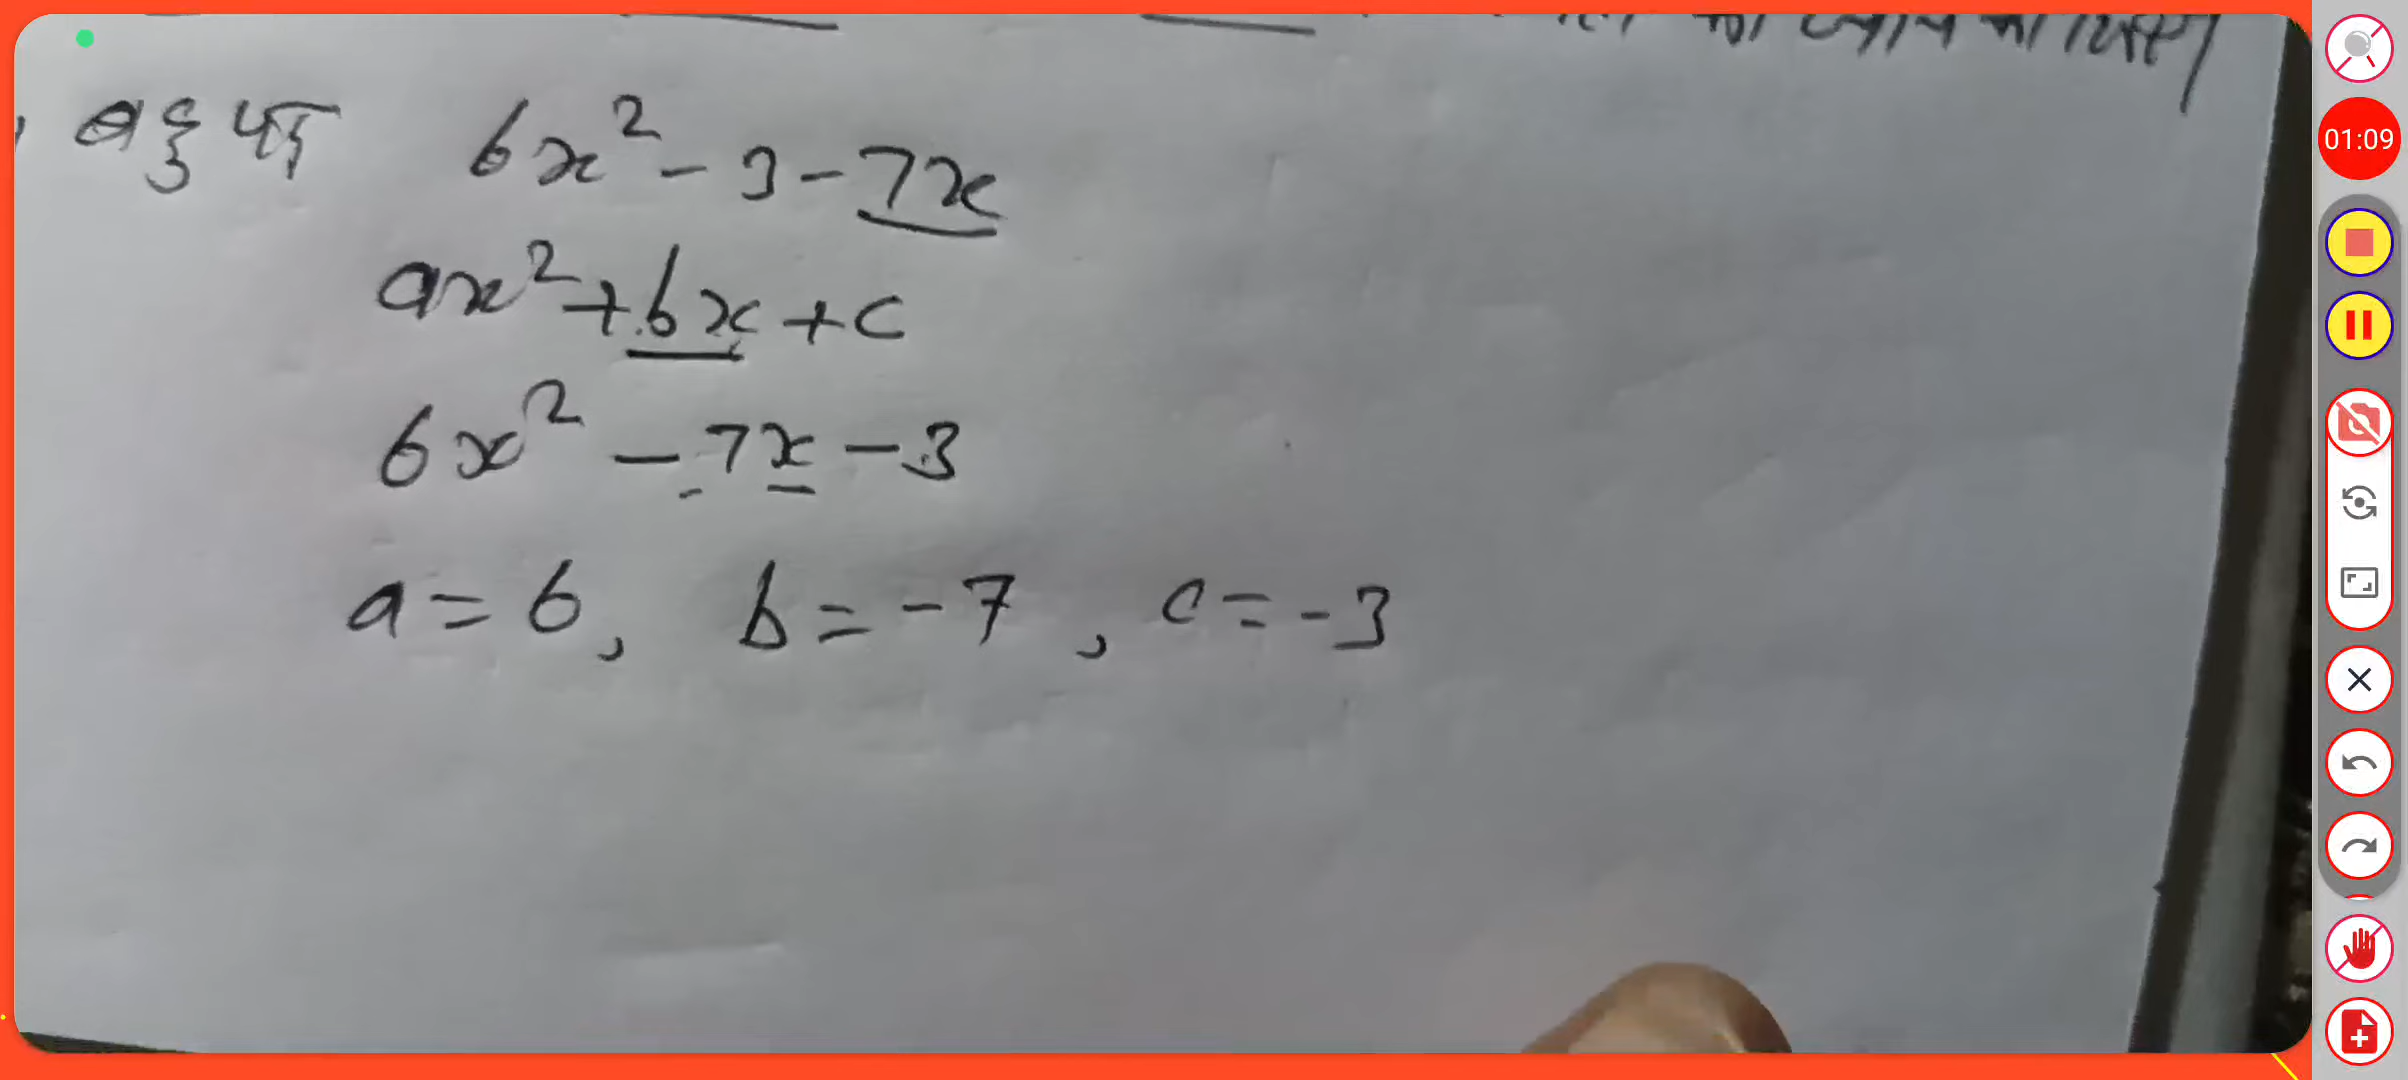 बहुपद 6x² - 3 - 7x
ax² + bx + c
6x² - 7x - 3
a = 6, b = -7, c = -3
01:09